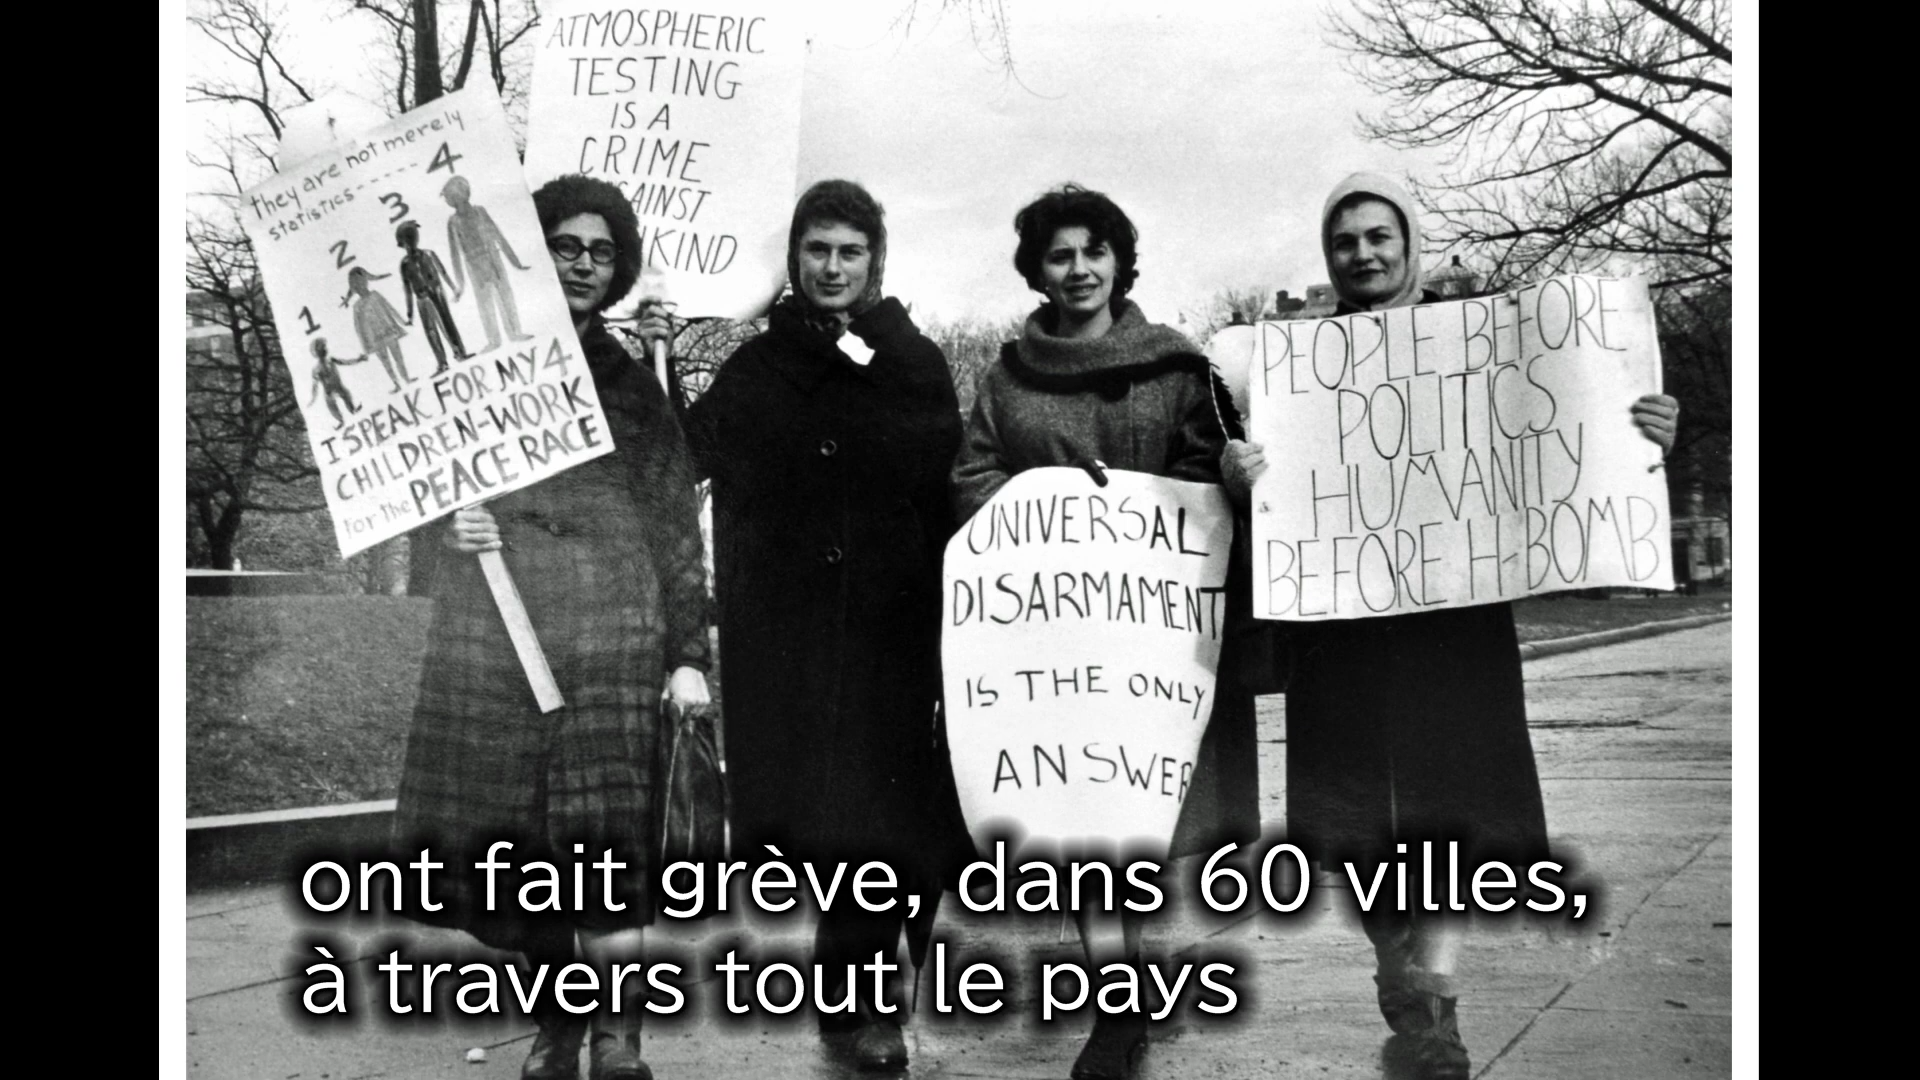 they are not merely
statistics-----4
3
2
1
I SPEAK FOR MY 4
CHILDREN-WORK
for the PEACE RACE
ATMOSPHERIC
TESTING
IS A
CRIME
AINST
KIND
UNIVERSAL
DISARMAMENT
IS THE ONLY
ANSWER
PEOPLE BEFORE
POLITICS
HUMANITY
BEFORE H-BOMB
ont fait grève, dans 60 villes,
à travers tout le pays